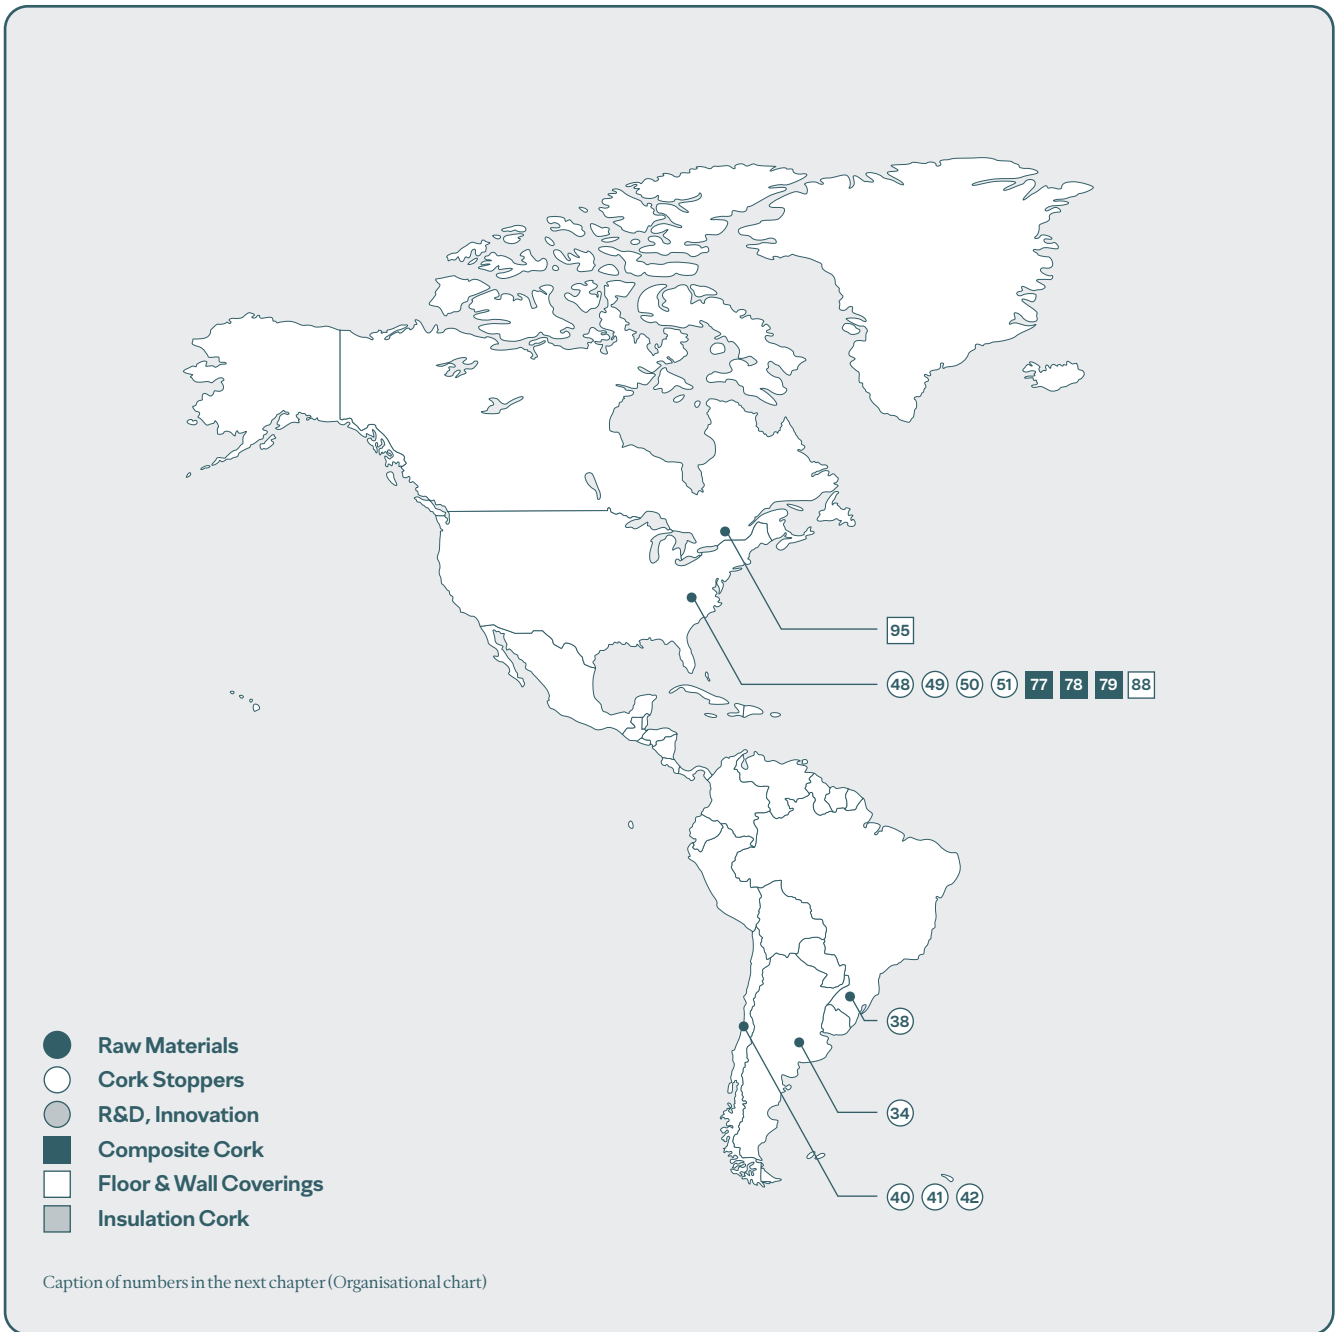 95
48 49 50 51 77 78 79 88
38
34
40 41 42
Raw Materials
Cork Stoppers
R&D, Innovation
Composite Cork
Floor & Wall Coverings
Insulation Cork
Caption of numbers in the next chapter (Organisational chart)